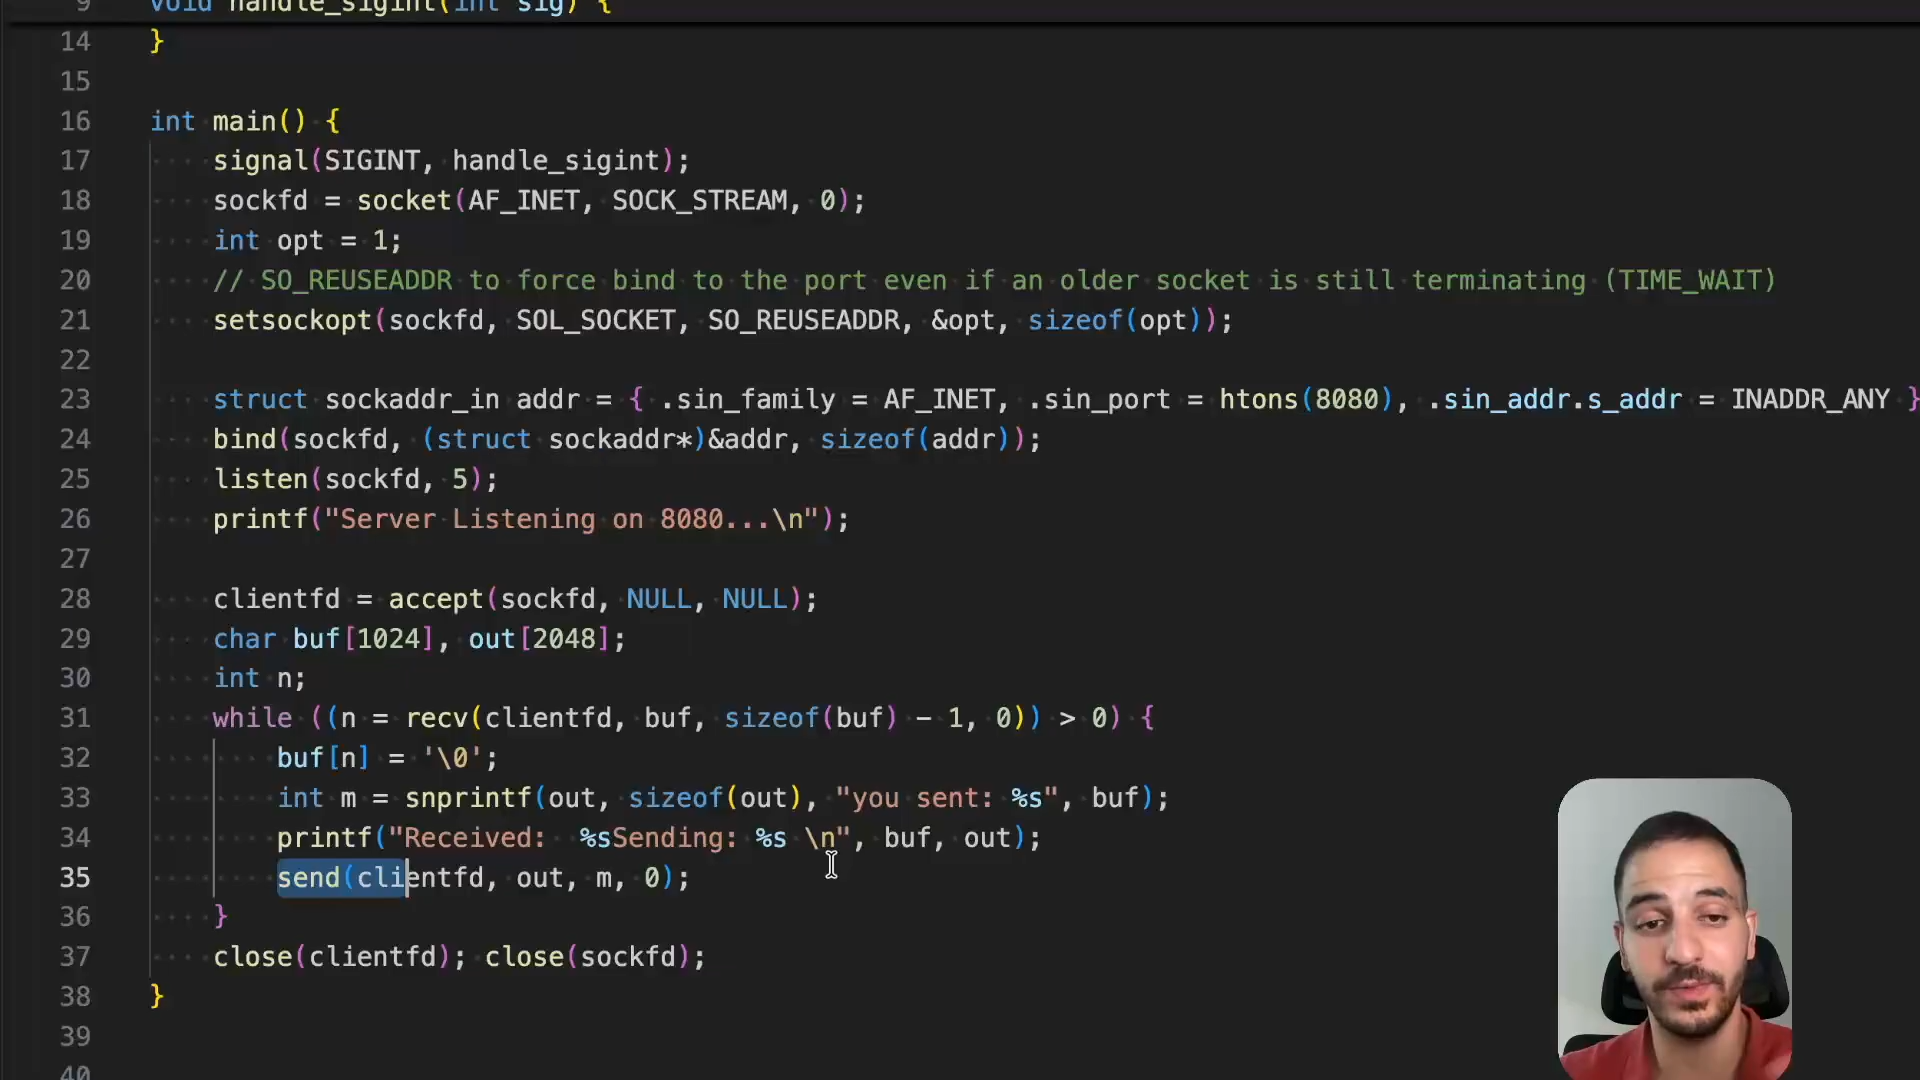 9 void handle_sigint(int sig) {
14 }
15
16 int main() {
17 signal(SIGINT, handle_sigint);
18 sockfd = socket(AF_INET, SOCK_STREAM, 0);
19 int opt = 1;
20 // SO_REUSEADDR to force bind to the port even if an older socket is still terminating (TIME_WAIT)
21 setsockopt(sockfd, SOL_SOCKET, SO_REUSEADDR, &opt, sizeof(opt));
22
23 struct sockaddr_in addr = { .sin_family = AF_INET, .sin_port = htons(8080), .sin_addr.s_addr = INADDR_ANY }
24 bind(sockfd, (struct sockaddr*)&addr, sizeof(addr));
25 listen(sockfd, 5);
26 printf("Server Listening on 8080...\n");
27
28 clientfd = accept(sockfd, NULL, NULL);
29 char buf[1024], out[2048];
30 int n;
31 while ((n = recv(clientfd, buf, sizeof(buf) - 1, 0)) > 0) {
32 buf[n] = '\0';
33 int m = snprintf(out, sizeof(out), "you sent: %s", buf);
34 printf("Received:  %sSending: %s \n", buf, out);
35 send(clientfd, out, m, 0);
36 }
37 close(clientfd); close(sockfd);
38 }
39
40